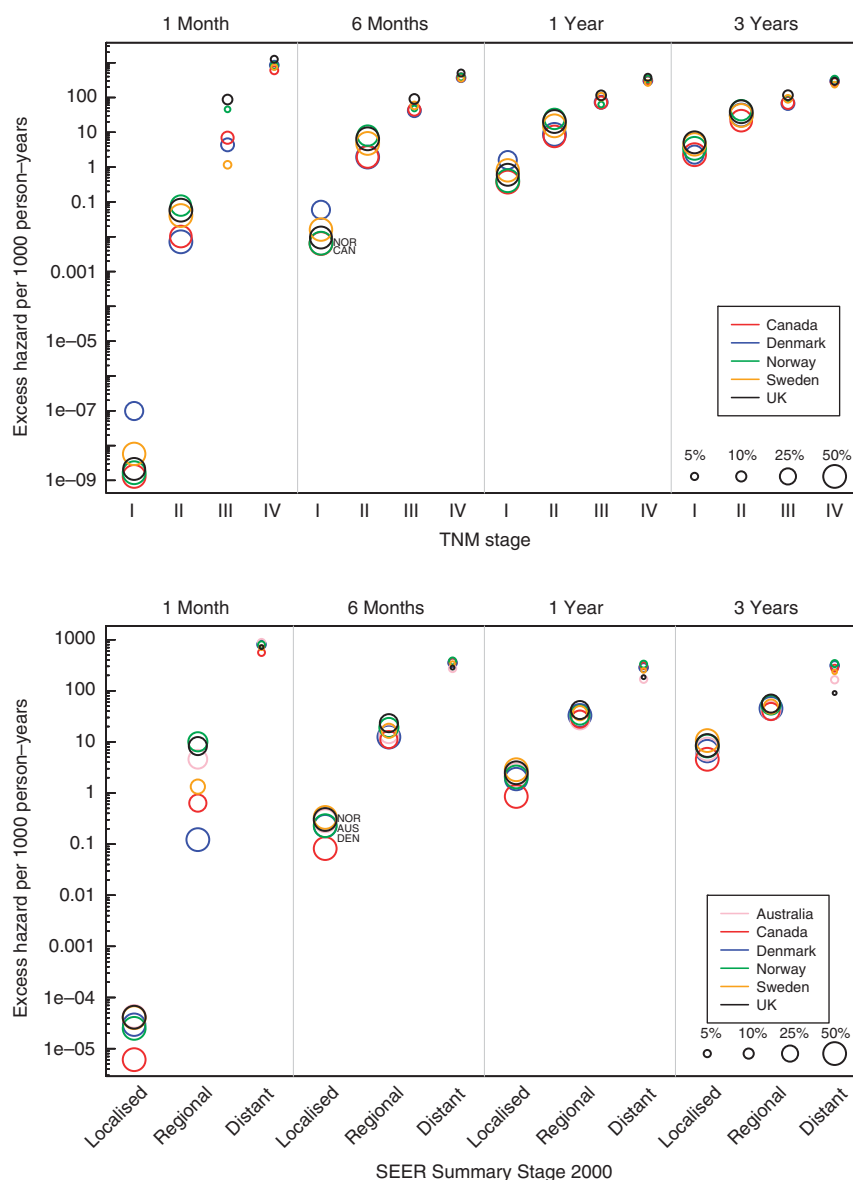 1 Month 6 Months 1 Year 3 Years
Excess hazard per 1000 person–years
100
10
1
0.1
0.001
1e–05
1e–07
1e–09
NOR
CAN
Canada
Denmark
Norway
Sweden
UK
5% 10% 25% 50%
I II III IV I II III IV I II III IV I II III IV
TNM stage
1 Month 6 Months 1 Year 3 Years
Excess hazard per 1000 person–years
1000
100
10
1
0.1
0.01
0.001
1e–04
1e–05
NOR
AUS
DEN
Australia
Canada
Denmark
Norway
Sweden
UK
5% 10% 25% 50%
Localised Regional Distant Localised Regional Distant Localised Regional Distant Localised Regional Distant
SEER Summary Stage 2000